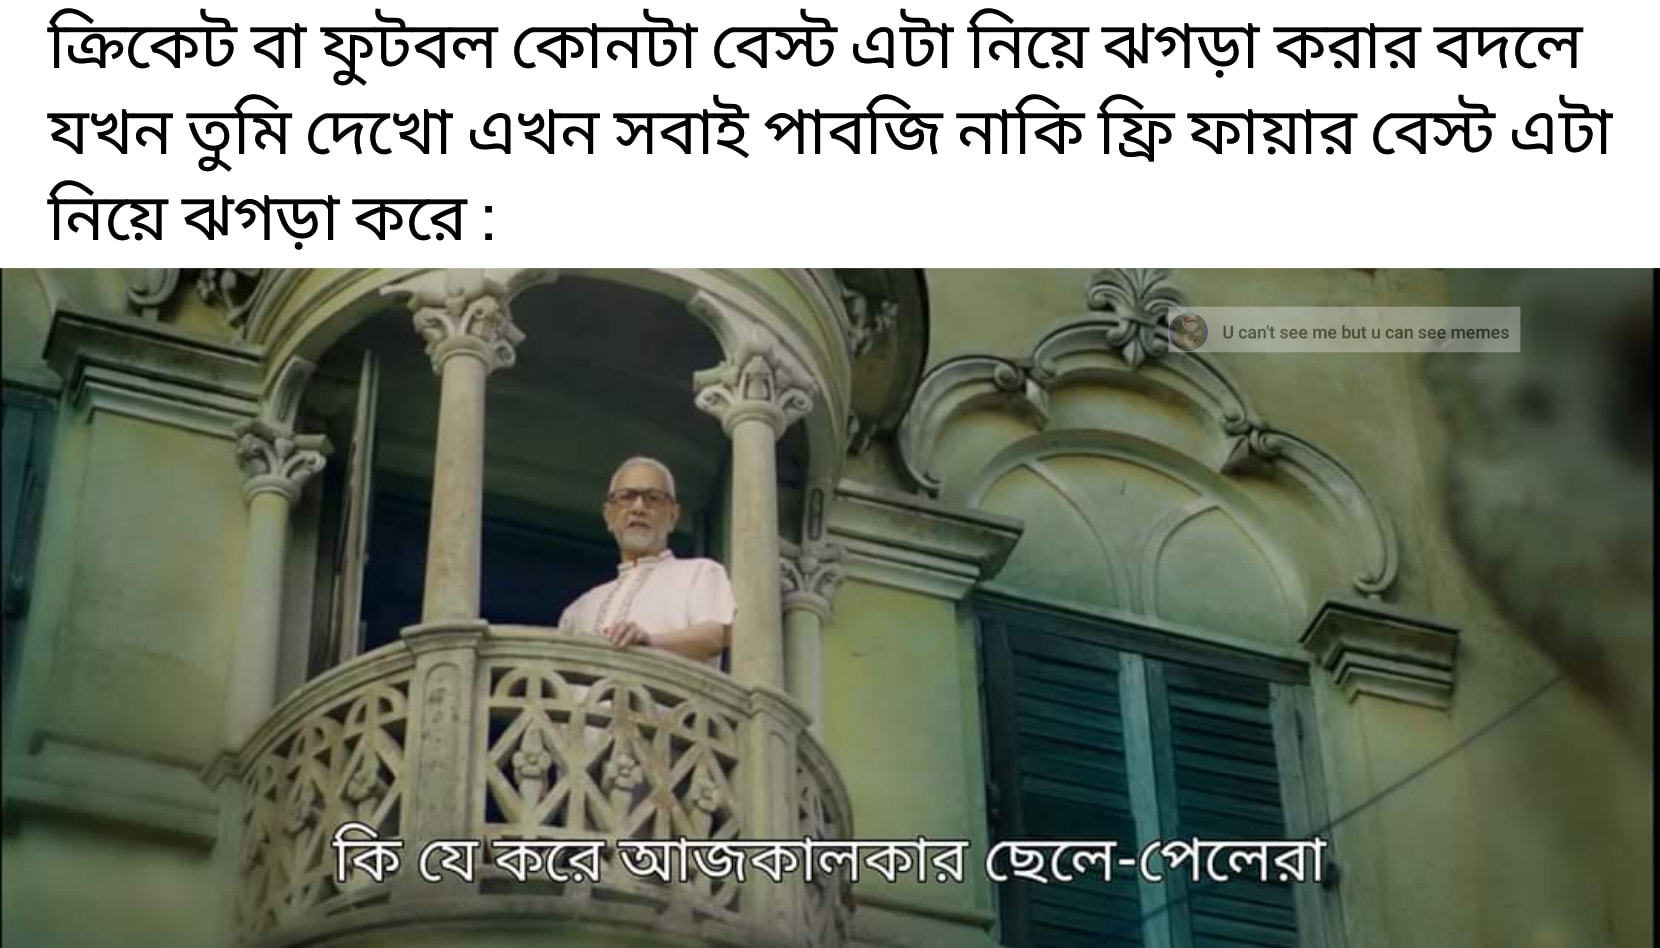 ক্রিকেট বা ফুটবল কোনটা বেস্ট এটা নিয়ে ঝগড়া করার বদলে
যখন তুমি দেখো এখন সবাই পাবজি নাকি ফ্রি ফায়ার বেস্ট এটা
নিয়ে ঝগড়া করে :
U can't see me but u can see memes
কি যে করে আজকালকার ছেলে-পেলেরা